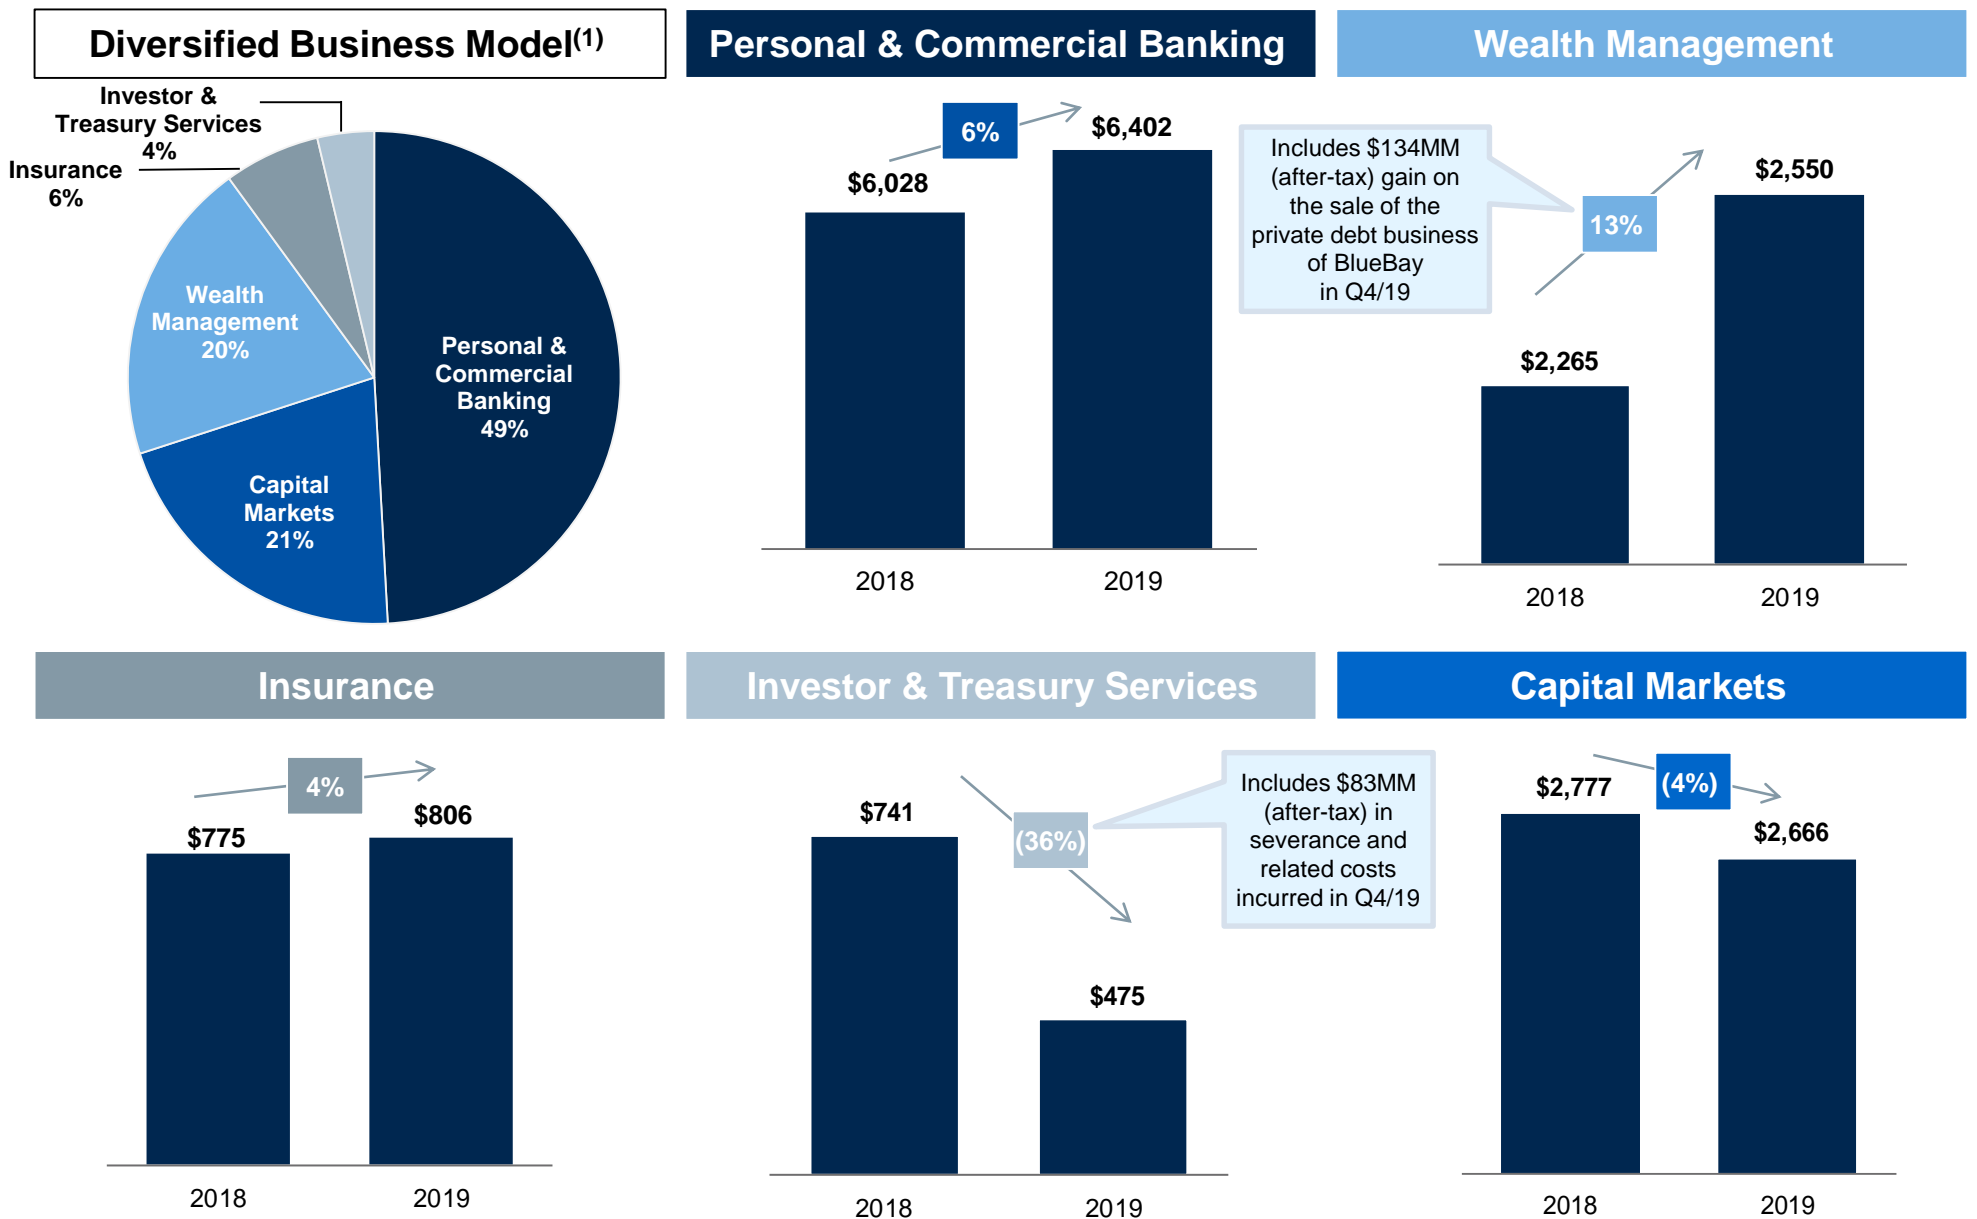 Diversified Business Model(1)
Investor &
Treasury Services
4%
Insurance
6%
Wealth
Management
20%
Personal &
Commercial
Banking
49%
Capital
Markets
21%
Personal & Commercial Banking
6%
$6,028
$6,402
2018
2019
Wealth Management
Includes $134MM
(after-tax) gain on
the sale of the
private debt business
of BlueBay
in Q4/19
13%
$2,265
$2,550
2018
2019
Insurance
4%
$775
$806
2018
2019
Investor & Treasury Services
$741
(36%)
Includes $83MM
(after-tax) in
severance and
related costs
incurred in Q4/19
$475
2018
2019
Capital Markets
$2,777
(4%)
$2,666
2018
2019